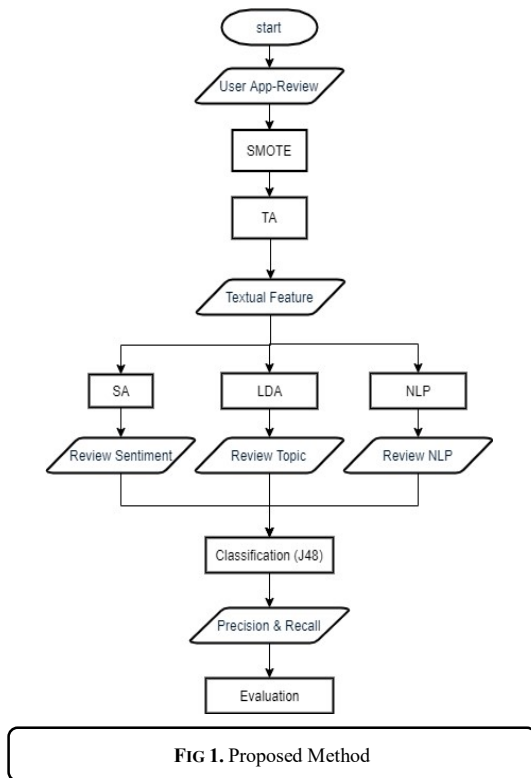 start
User App-Review
SMOTE
TA
Textual Feature
SA
LDA
NLP
Review Sentiment
Review Topic
Review NLP
Classification (J48)
Precision & Recall
Evaluation
FIG 1. Proposed Method